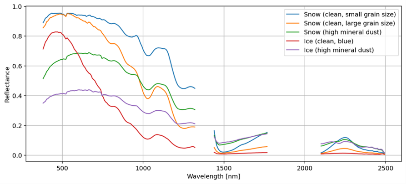 Snow (clean, small grain size)
Snow (clean, large grain size)
Snow (high mineral dust)
Ice (clean, blue)
Ice (high mineral dust)
Reflectance
1.0
0.8
0.6
0.4
0.2
0.0
500
1000
1500
2000
2500
Wavelength [nm]